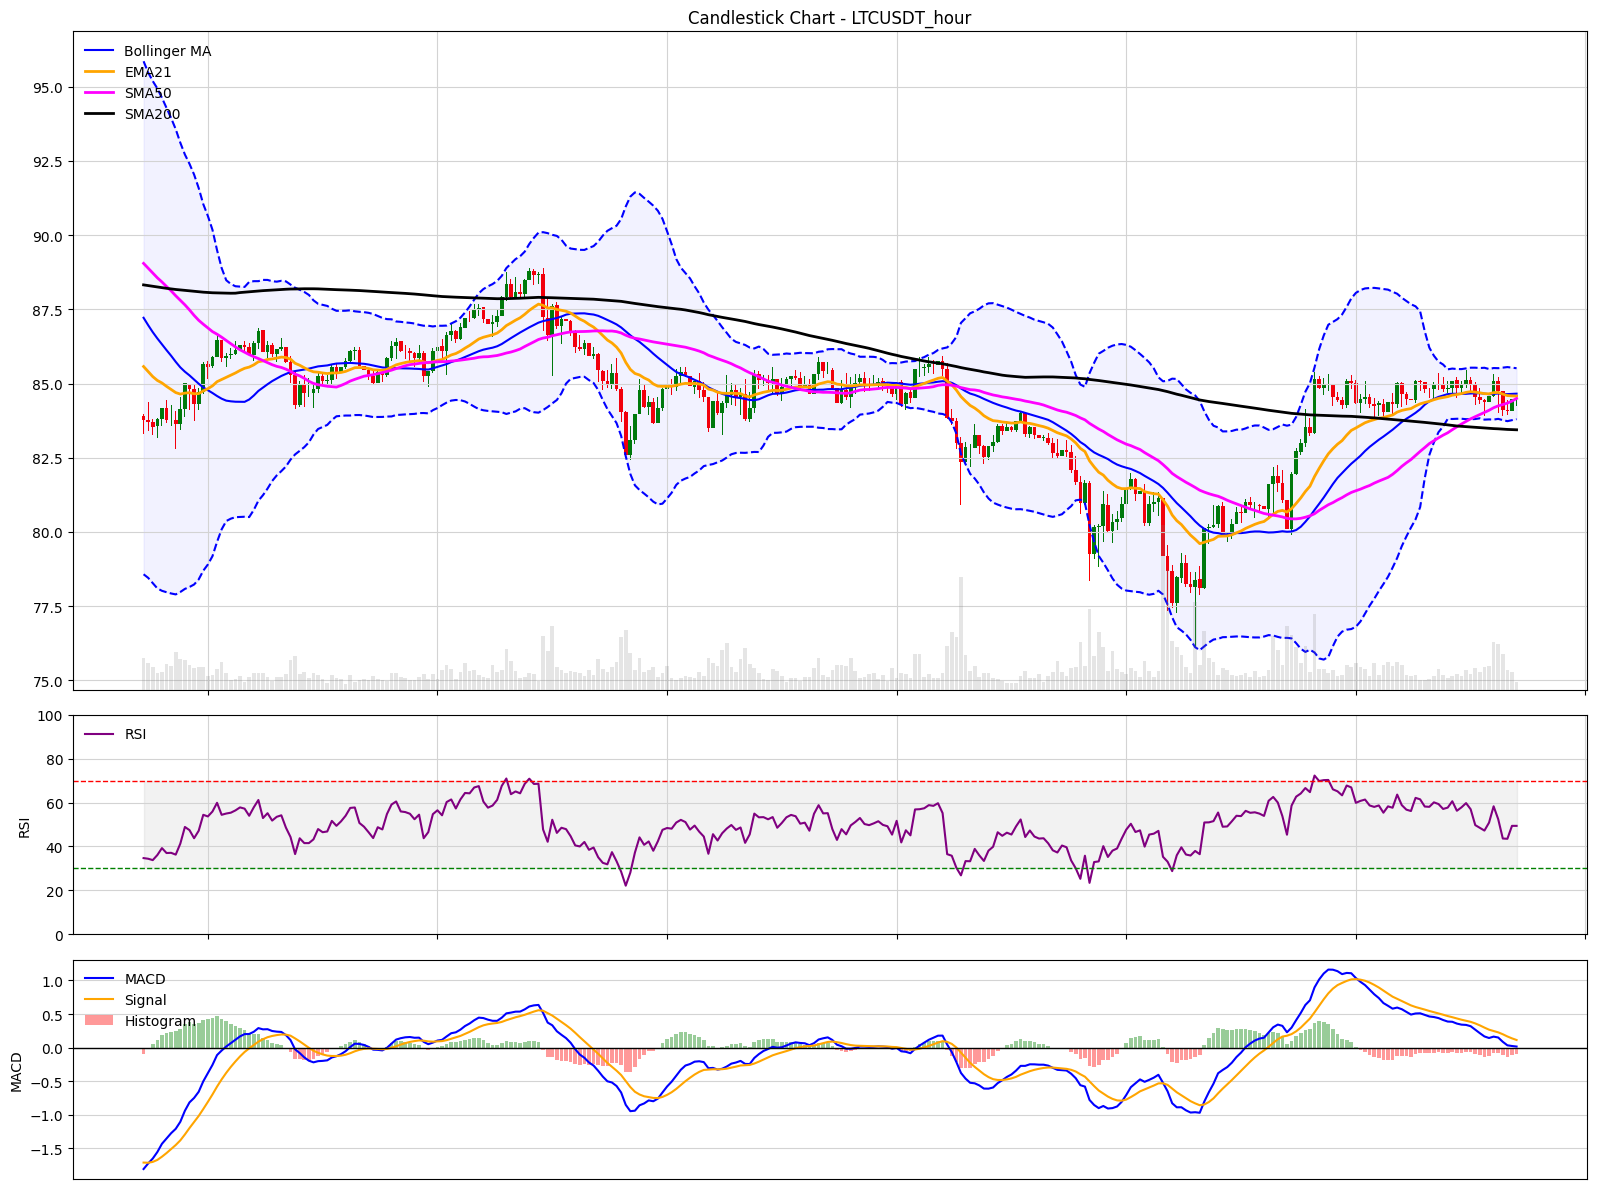 Candlestick Chart - LTCUSDT_hour
Bollinger MA
EMA21
SMA50
SMA200
95.0
92.5
90.0
87.5
85.0
82.5
80.0
77.5
75.0
RSI
100
80
60
40
20
0
RSI
MACD
Signal
Histogram
1.0
0.5
0.0
−0.5
−1.0
−1.5
MACD